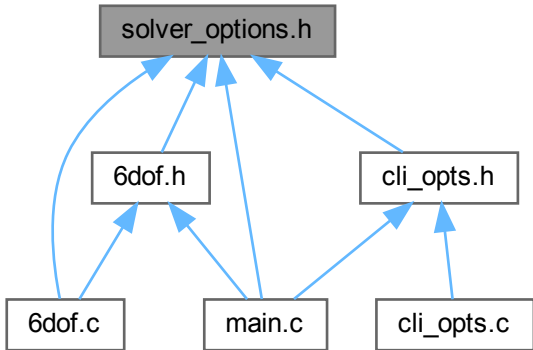 solver_options.h
6dof.h
cli_opts.h
6dof.c
main.c
cli_opts.c